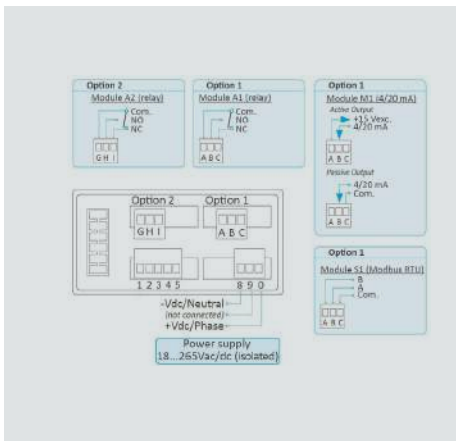 Option 2
Module A2 (relay)
Com.
NO
NC
G H I
Option 1
Module A1 (relay)
Com.
NO
NC
A B C
Option 1
Module M1 (4/20 mA)
Active Output
+15 Vexc.
4/20 mA
A B C
Passive Output
4/20 mA
Com.
A B C
Option 2
Option 1
G H I
A B C
1 2 3 4 5
8 9 0
-Vdc/Neutral
(not connected)
+Vdc/Phase
Power supply
18...265Vac/dc (isolated)
Option 1
Module S1 (Modbus RTU)
B
A
Com.
A B C